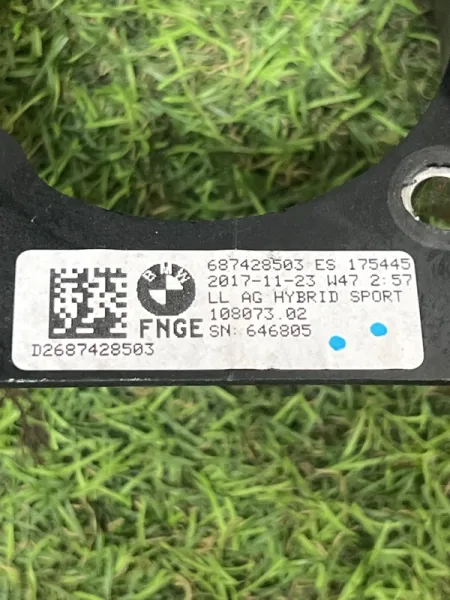 BMW
FNGE
D2687428503
687428503 ES 175445
2017-11-23 W47 2:57
LL AG HYBRID SPORT
108073.02
SN: 646805